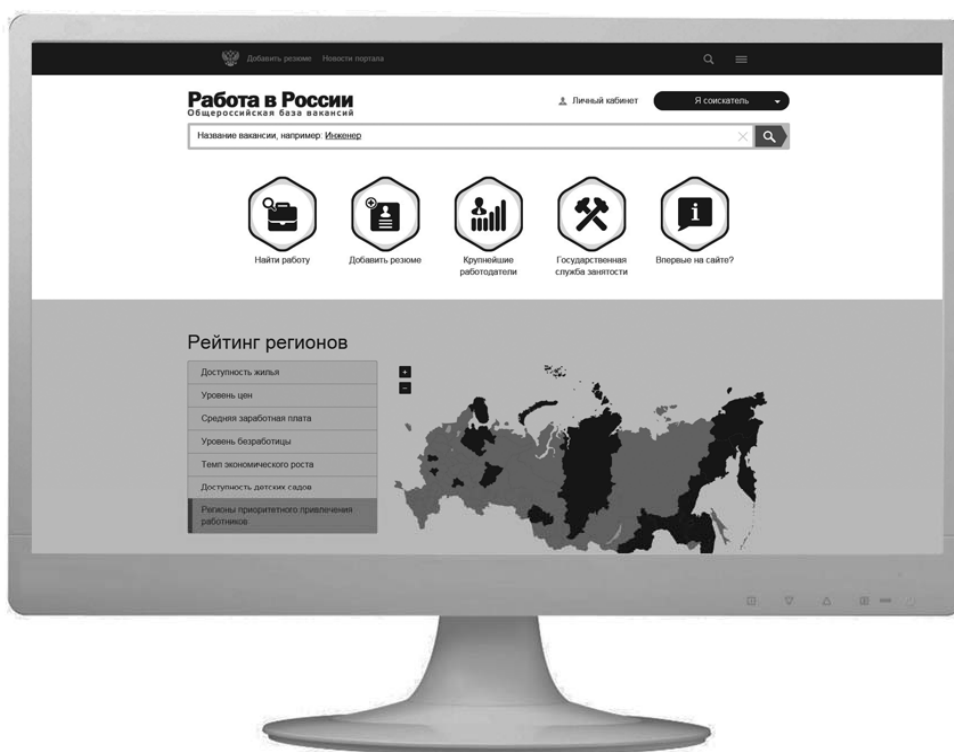 Добавить резюме Новости портала
Работа в России
Общероссийская база вакансий
Личный кабинет
Я соискатель
Название вакансии, например: Инженер
Найти работу
Добавить резюме
Крупнейшие
работодатели
Государственная
служба занятости
Впервые на сайте?
Рейтинг регионов
Доступность жилья
Уровень цен
Средняя заработная плата
Уровень безработицы
Темп экономического роста
Доступность детских садов
Регионы приоритетного привлечения
работников